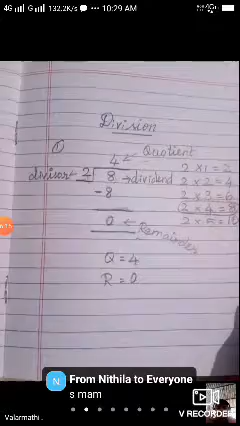 4G G 132.2K/s 10:29 AM
Division
① 4 ← Quotient
divisor ← 2 8 → dividend
-8
0 ← Remainder
2 x 1 = 2
2 x 2 = 4
2 x 3 = 6
2 x 4 = 8
2 x 5 = 10
Q = 4
R = 0
N From Nithila to Everyone
s mam
V RECORDER
Valarmathi .